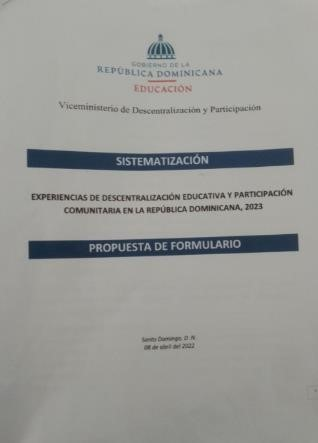 GOBIERNO DE LA
REPÚBLICA DOMINICANA
EDUCACIÓN
Viceministerio de Descentralización y Participación
SISTEMATIZACIÓN
EXPERIENCIAS DE DESCENTRALIZACIÓN EDUCATIVA Y PARTICIPACIÓN
COMUNITARIA EN LA REPÚBLICA DOMINICANA, 2023
PROPUESTA DE FORMULARIO
Santo Domingo, D. N.
08 de abril del 2022